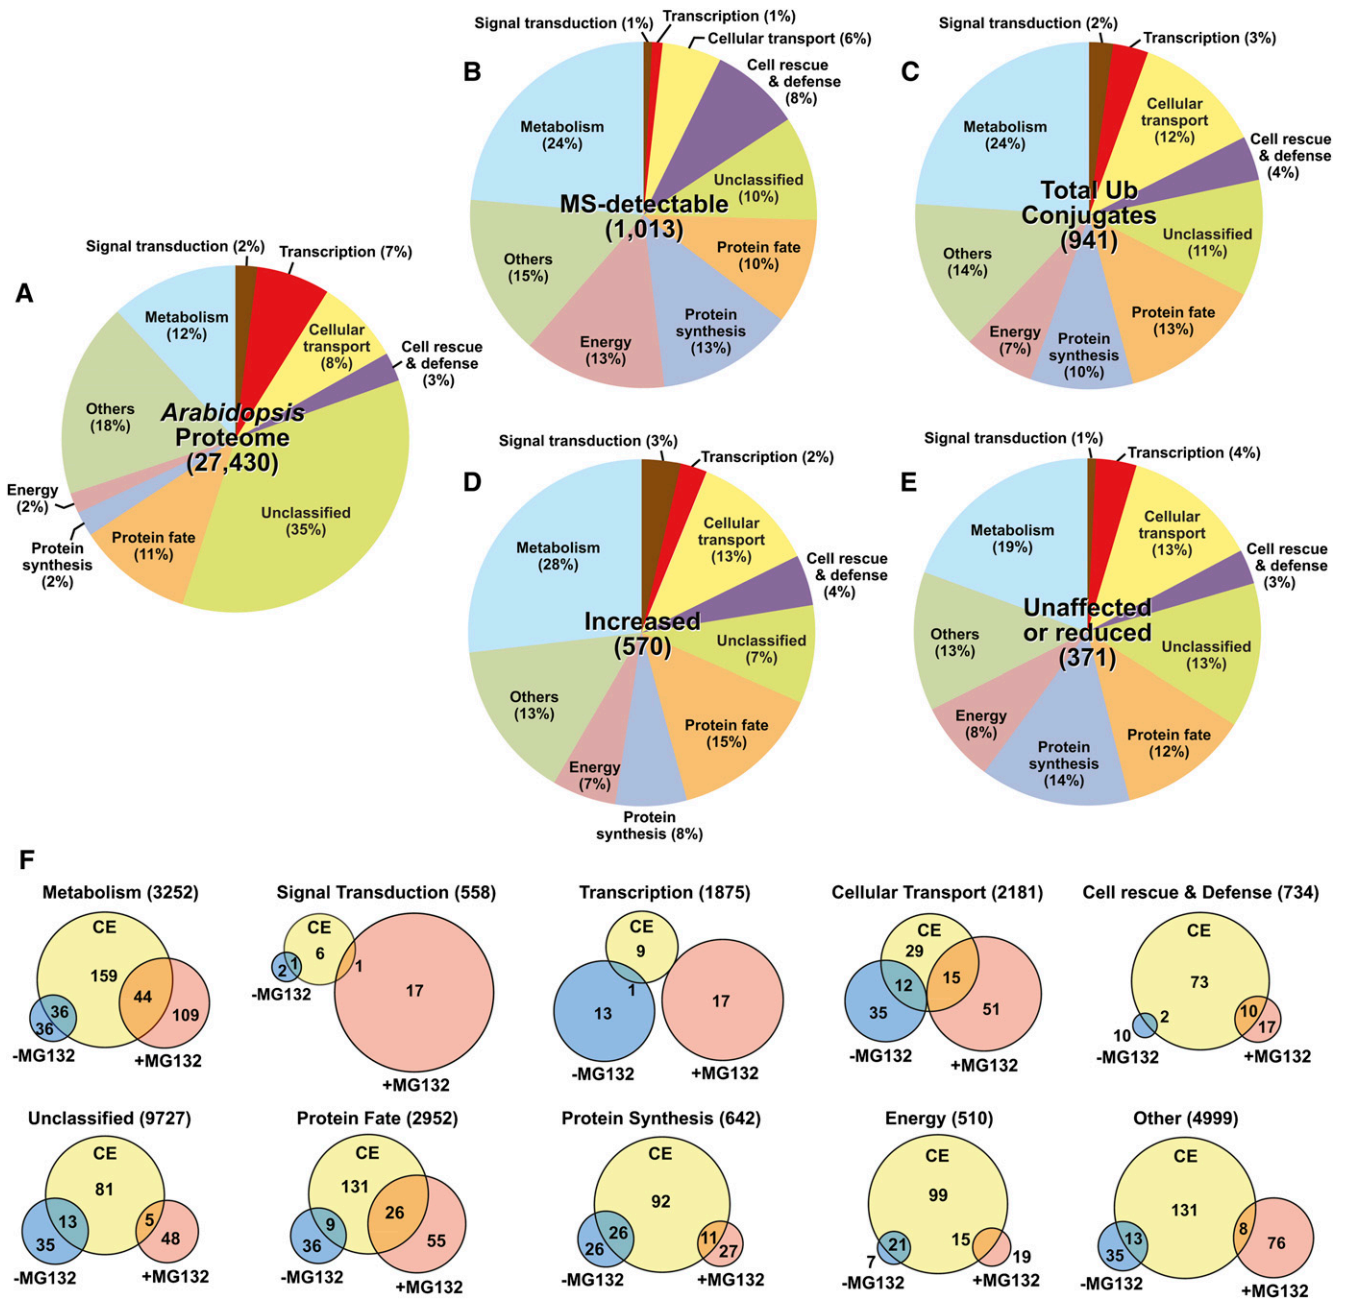 A
Signal transduction (2%)
Transcription (7%)
Cellular
transport
(8%)
Cell rescue
& defense
(3%)
Unclassified
(35%)
Protein fate
(11%)
Protein
synthesis
(2%)
Energy
(2%)
Others
(18%)
Metabolism
(12%)
Arabidopsis
Proteome
(27,430)
B
Signal transduction (1%)
Transcription (1%)
Cellular transport (6%)
Cell rescue
& defense
(8%)
Unclassified
(10%)
Protein fate
(10%)
Protein
synthesis
(13%)
Energy
(13%)
Others
(15%)
Metabolism
(24%)
MS-detectable
(1,013)
C
Signal transduction (2%)
Transcription (3%)
Cellular
transport
(12%)
Cell rescue
& defense
(4%)
Unclassified
(11%)
Protein fate
(13%)
Protein
synthesis
(10%)
Energy
(7%)
Others
(14%)
Metabolism
(24%)
Total Ub
Conjugates
(941)
D
Signal transduction (3%)
Transcription (2%)
Cellular
transport
(13%)
Cell rescue
& defense
(4%)
Unclassified
(7%)
Protein fate
(15%)
Protein
synthesis (8%)
Energy
(7%)
Others
(13%)
Metabolism
(28%)
Increased
(570)
E
Signal transduction (1%)
Transcription (4%)
Cellular
transport
(13%)
Cell rescue
& defense
(3%)
Unclassified
(13%)
Protein fate
(12%)
Protein
synthesis
(14%)
Energy
(8%)
Others
(13%)
Metabolism
(19%)
Unaffected
or reduced
(371)
F
Metabolism (3252)
CE
159
44
36
36
109
-MG132
+MG132
Signal Transduction (558)
CE
6
2
1
1
17
-MG132
+MG132
Transcription (1875)
CE
9
1
13
17
-MG132
+MG132
Cellular Transport (2181)
CE
29
12
15
35
51
-MG132
+MG132
Cell rescue & Defense (734)
CE
73
2
10
10
17
-MG132
+MG132
Unclassified (9727)
CE
81
13
5
35
48
-MG132
+MG132
Protein Fate (2952)
CE
131
9
26
36
55
-MG132
+MG132
Protein Synthesis (642)
CE
92
26
11
26
27
-MG132
+MG132
Energy (510)
CE
99
21
15
7
19
-MG132
+MG132
Other (4999)
CE
131
13
8
35
76
-MG132
+MG132